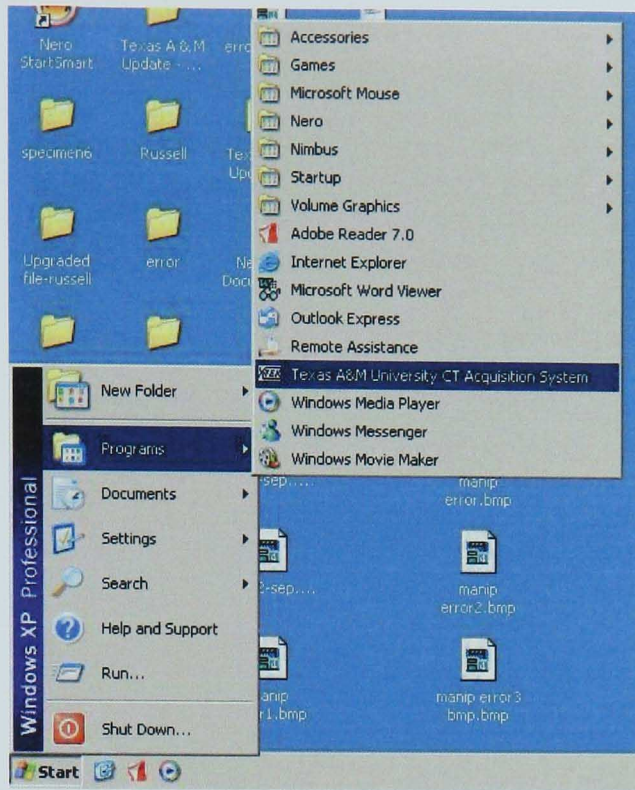 Nero
StartSmart
Texas A & M
Update - ...
specimen6
Russell
Upgraded
file-russell
error
Accessories
Games
Microsoft Mouse
Nero
Nimbus
Startup
Volume Graphics
Adobe Reader 7.0
Internet Explorer
Microsoft Word Viewer
Outlook Express
Remote Assistance
Texas A&M University CT Acquisition System
Windows Media Player
Windows Messenger
Windows Movie Maker
New Folder
Programs
Documents
Settings
Search
Help and Support
Run...
Shut Down...
Windows XP Professional
manip
error.bmp
manip
error2.bmp
manip error3
bmp.bmp
Start